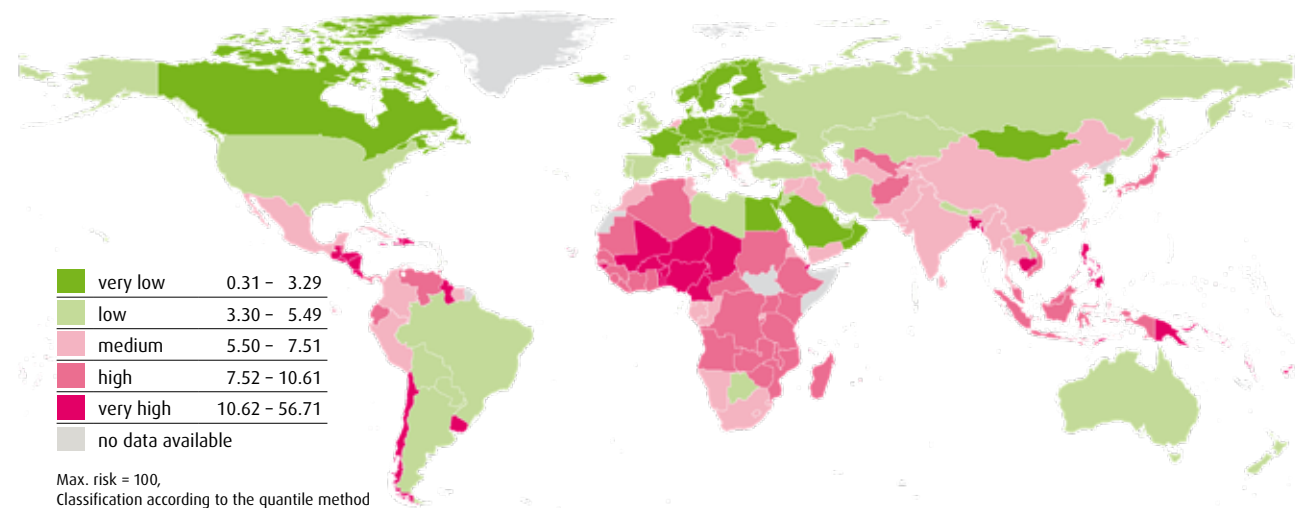 very low 0.31 – 3.29
low 3.30 – 5.49
medium 5.50 – 7.51
high 7.52 – 10.61
very high 10.62 – 56.71
no data available
Max. risk = 100,
Classification according to the quantile method